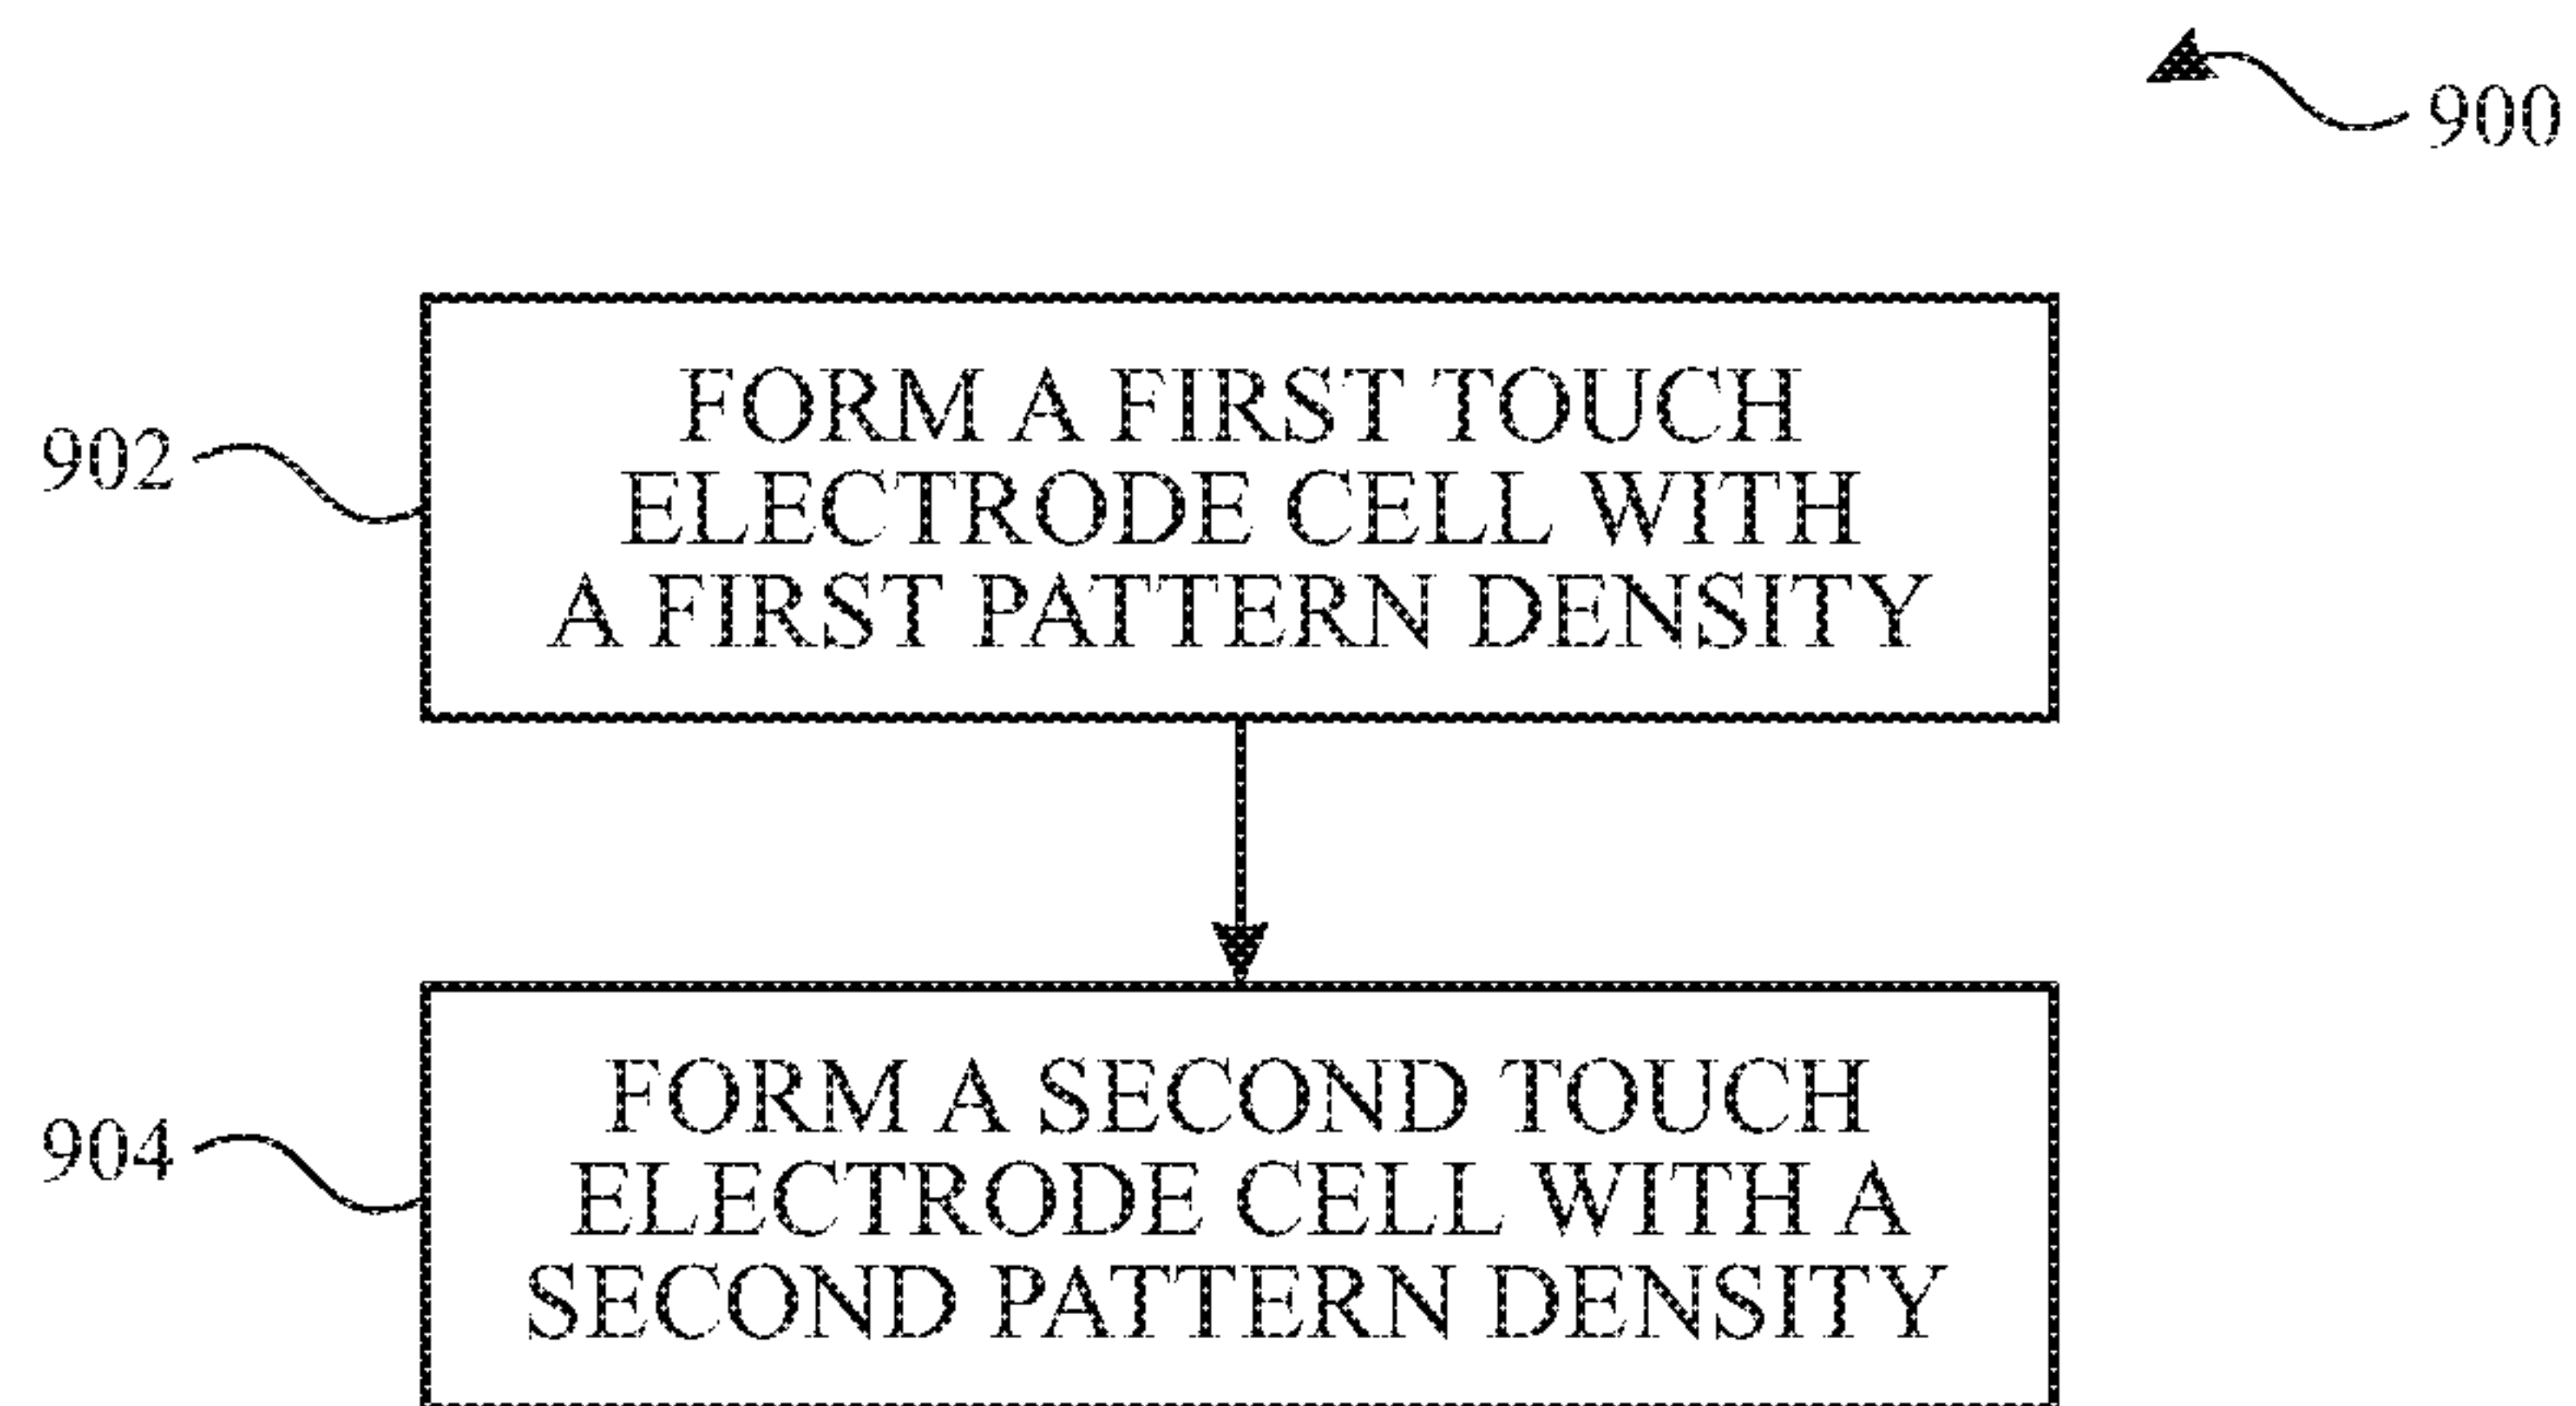 900
902
FORM A FIRST TOUCH
ELECTRODE CELL WITH
A FIRST PATTERN DENSITY
904
FORM A SECOND TOUCH
ELECTRODE CELL WITH A
SECOND PATTERN DENSITY